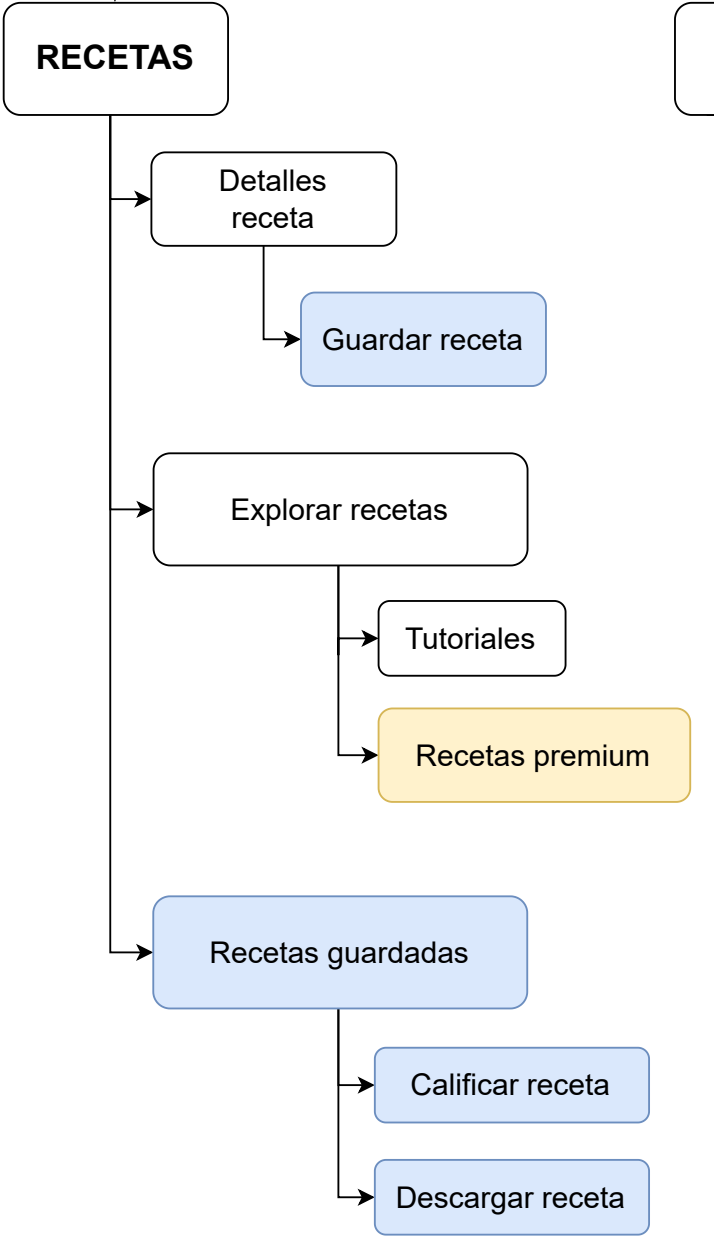 RECETAS
Detalles
receta
Guardar receta
Explorar recetas
Tutoriales
Recetas premium
Recetas guardadas
Calificar receta
Descargar receta